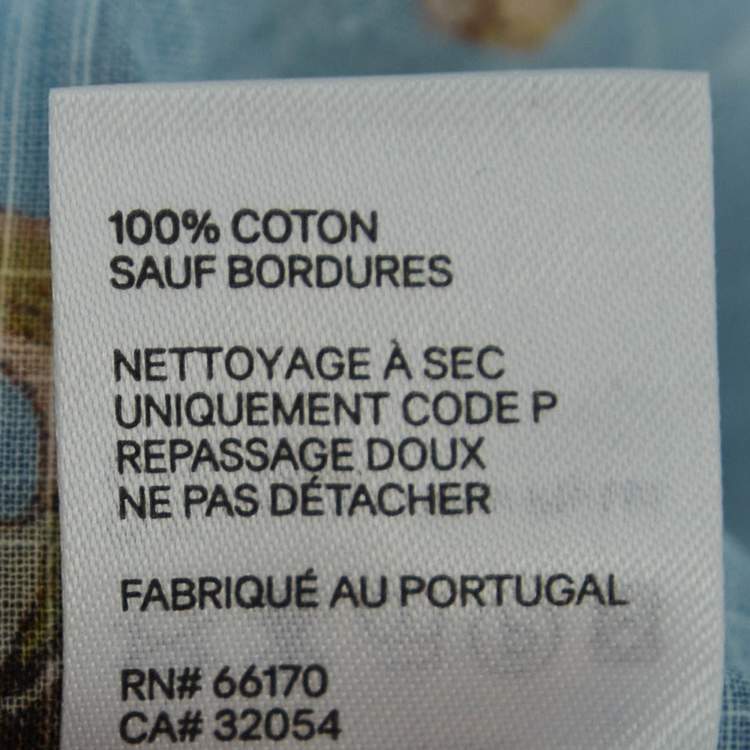 100% COTON
SAUF BORDURES
NETTOYAGE À SEC
UNIQUEMENT CODE P
REPASSAGE DOUX
NE PAS DÉTACHER
FABRIQUÉ AU PORTUGAL
RN# 66170
CA# 32054